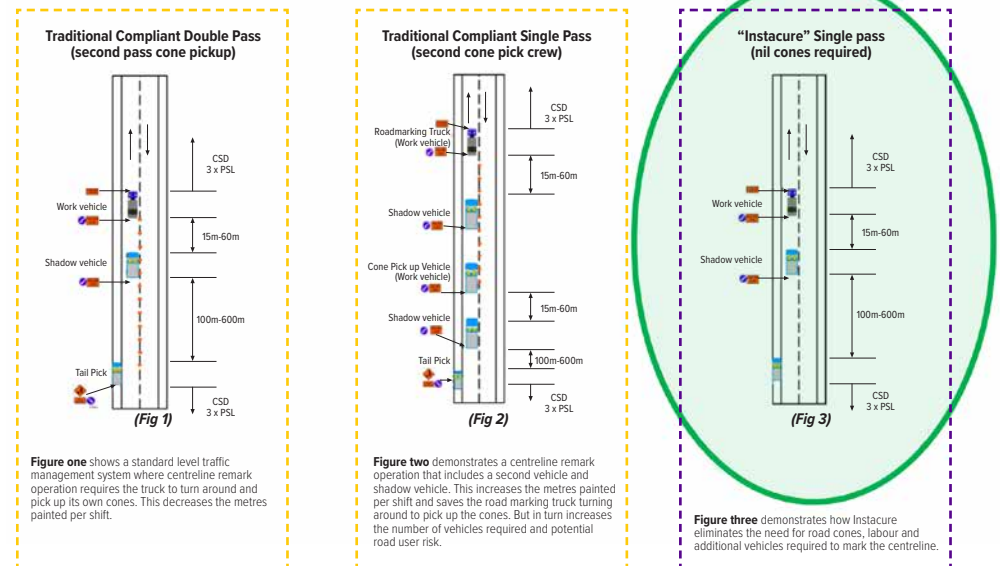 Traditional Compliant Double Pass
(second pass cone pickup)
CSD
3 x PSL
Work vehicle
15m-60m
Shadow vehicle
100m-600m
Tail Pick
CSD
3 x PSL
(Fig 1)
Figure one shows a standard level traffic
management system where centreline remark
operation requires the truck to turn around and
pick up its own cones. This decreases the metres
painted per shift.
Traditional Compliant Single Pass
(second cone pick crew)
CSD
3 x PSL
Roadmarking Truck
(Work vehicle)
15m-60m
Shadow vehicle
Cone Pick up Vehicle
(Work vehicle)
15m-60m
Shadow vehicle
100m-600m
Tail Pick
CSD
3 x PSL
(Fig 2)
Figure two demonstrates a centreline remark
operation that includes a second vehicle and
shadow vehicle. This increases the metres painted
per shift and saves the road marking truck turning
around to pick up the cones. But in turn increases
the number of vehicles required and potential
road user risk.
“Instacure” Single pass
(nil cones required)
CSD
3 x PSL
Work vehicle
15m-60m
Shadow vehicle
100m-600m
CSD
3 x PSL
(Fig 3)
Figure three demonstrates how Instacure
eliminates the need for road cones, labour and
additional vehicles required to mark the centreline.